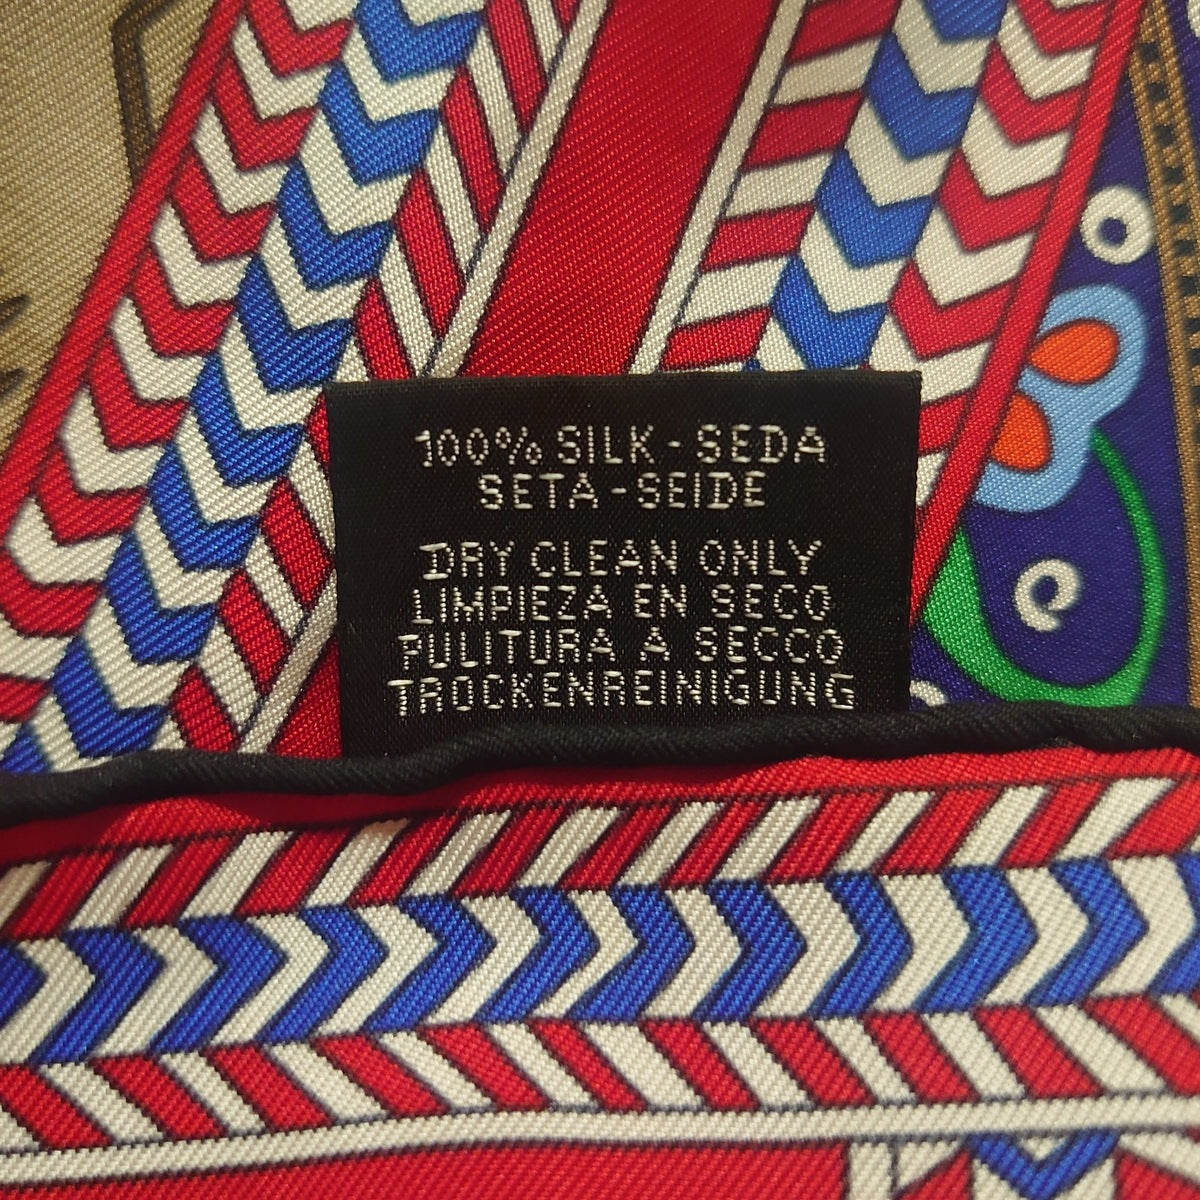 100% SILK - SEDA
SETA - SEIDE
DRY CLEAN ONLY
LIMPIEZA EN SECO
PULITURA A SECCO
TROCKENREINIGUNG